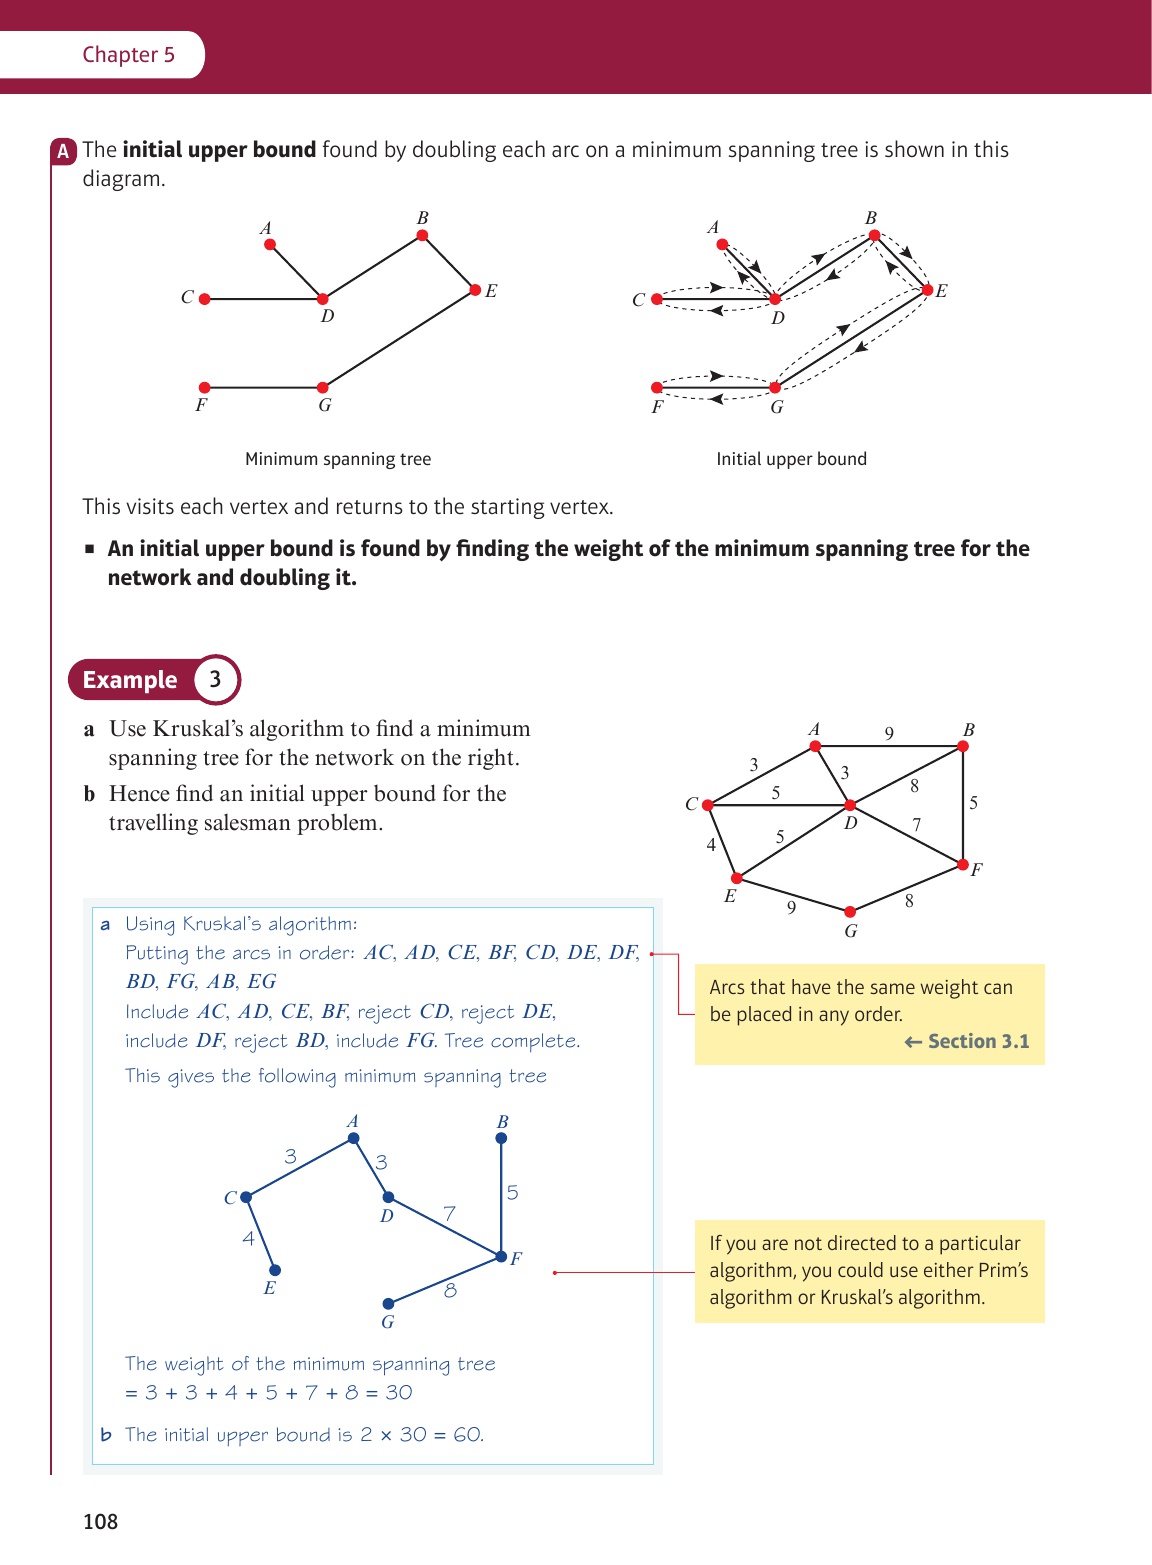 Chapter 5
A The initial upper bound found by doubling each arc on a minimum spanning tree is shown in this
diagram.
A
B
C
D
E
F
G
Minimum spanning tree
A
B
C
D
E
F
G
Initial upper bound
This visits each vertex and returns to the starting vertex.
■ An initial upper bound is found by finding the weight of the minimum spanning tree for the
network and doubling it.
Example 3
a Use Kruskal's algorithm to find a minimum
spanning tree for the network on the right.
b Hence find an initial upper bound for the
travelling salesman problem.
A 9 B
3 3
5 8
C D 5
4 5 7
E F
9 8
G
a Using Kruskal's algorithm:
Putting the arcs in order: AC, AD, CE, BF, CD, DE, DF,
BD, FG, AB, EG
Include AC, AD, CE, BF, reject CD, reject DE,
include DF, reject BD, include FG. Tree complete.
This gives the following minimum spanning tree
A B
3 3
C D 5
4 7
E F
8
G
The weight of the minimum spanning tree
= 3 + 3 + 4 + 5 + 7 + 8 = 30
b The initial upper bound is 2 × 30 = 60.
Arcs that have the same weight can
be placed in any order.
← Section 3.1
If you are not directed to a particular
algorithm, you could use either Prim's
algorithm or Kruskal's algorithm.
108